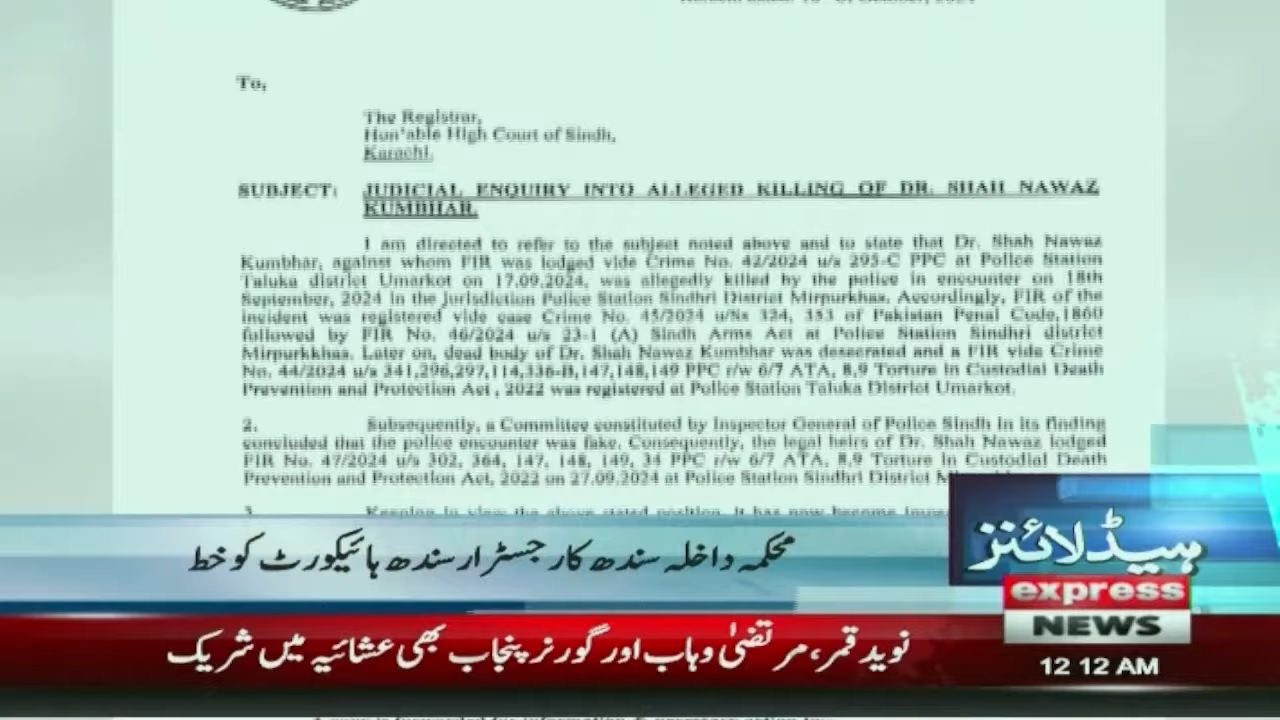 To,
The Registrar,
Hon'able High Court of Sindh,
Karachi.
SUBJECT: JUDICIAL ENQUIRY INTO ALLEGED KILLING OF DR. SHAH NAWAZ
KUMBHAR.
I am directed to refer to the subject noted above and to state that Dr. Shah Nawaz
Kumbhar, against whom FIR was lodged vide Crime No. 42/2024 u/s 295-C PPC at Police Station
Taluka district Umarkot on 17.09.2024, was allegedly killed by the police in encounter on 18th
September, 2024 in the jurisdiction Police Station Sindhri District Mirpurkhas. Accordingly, FIR of the
incident was registered vide case Crime No. 45/2024 u/Ss 324, 353 of Pakistan Penal Code,1860
followed by FIR No. 46/2024 u/s 23-1 (A) Sindh Arms Act at Police Station Sindhri district
Mirpurkkhas. Later on, dead body of Dr. Shah Nawaz Kumbhar was desecrated and a FIR vide Crime
No. 44/2024 u/s 341,296,297,114,336-B,147,148,149 PPC r/w 6/7 ATA, 8,9 Torture in Custodial Death
Prevention and Protection Act , 2022 was registered at Police Station Taluka District Umarkot.
2. Subsequently, a Committee constituted by Inspector General of Police Sindh in its finding
concluded that the police encounter was fake. Consequently, the legal heirs of Dr. Shah Nawaz lodged
FIR No. 47/2024 u/s 302, 364, 147, 148, 149, 34 PPC r/w 6/7 ATA, 8,9 Torture in Custodial Death
Prevention and Protection Act, 2022 on 27.09.2024 at Police Station Sindhri District
3. Keeping in view the above stated position, it has now become
محکمہ داخلہ سندھ کا رجسٹرار سندھ ہائیکورٹ کو خط
ہیڈلائنز
express
NEWS
نوید قمر، مرتضیٰ وہاب اور گورنر پنجاب بھی عشائیہ میں شریک
12 12 AM